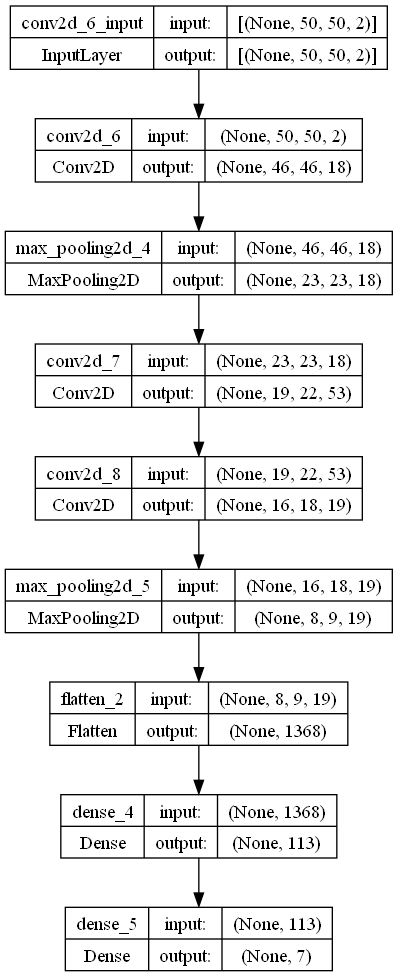 conv2d_6_input input: [(None, 50, 50, 2)]
InputLayer output: [(None, 50, 50, 2)]
conv2d_6 input: (None, 50, 50, 2)
Conv2D output: (None, 46, 46, 18)
max_pooling2d_4 input: (None, 46, 46, 18)
MaxPooling2D output: (None, 23, 23, 18)
conv2d_7 input: (None, 23, 23, 18)
Conv2D output: (None, 19, 22, 53)
conv2d_8 input: (None, 19, 22, 53)
Conv2D output: (None, 16, 18, 19)
max_pooling2d_5 input: (None, 16, 18, 19)
MaxPooling2D output: (None, 8, 9, 19)
flatten_2 input: (None, 8, 9, 19)
Flatten output: (None, 1368)
dense_4 input: (None, 1368)
Dense output: (None, 113)
dense_5 input: (None, 113)
Dense output: (None, 7)